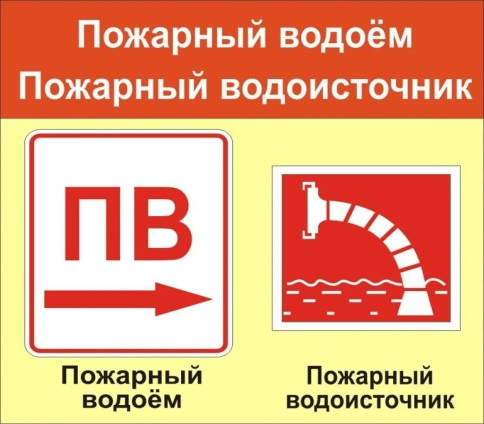 Пожарный водоём
Пожарный водоисточник
ПВ
Пожарный
водоём
Пожарный
водоисточник